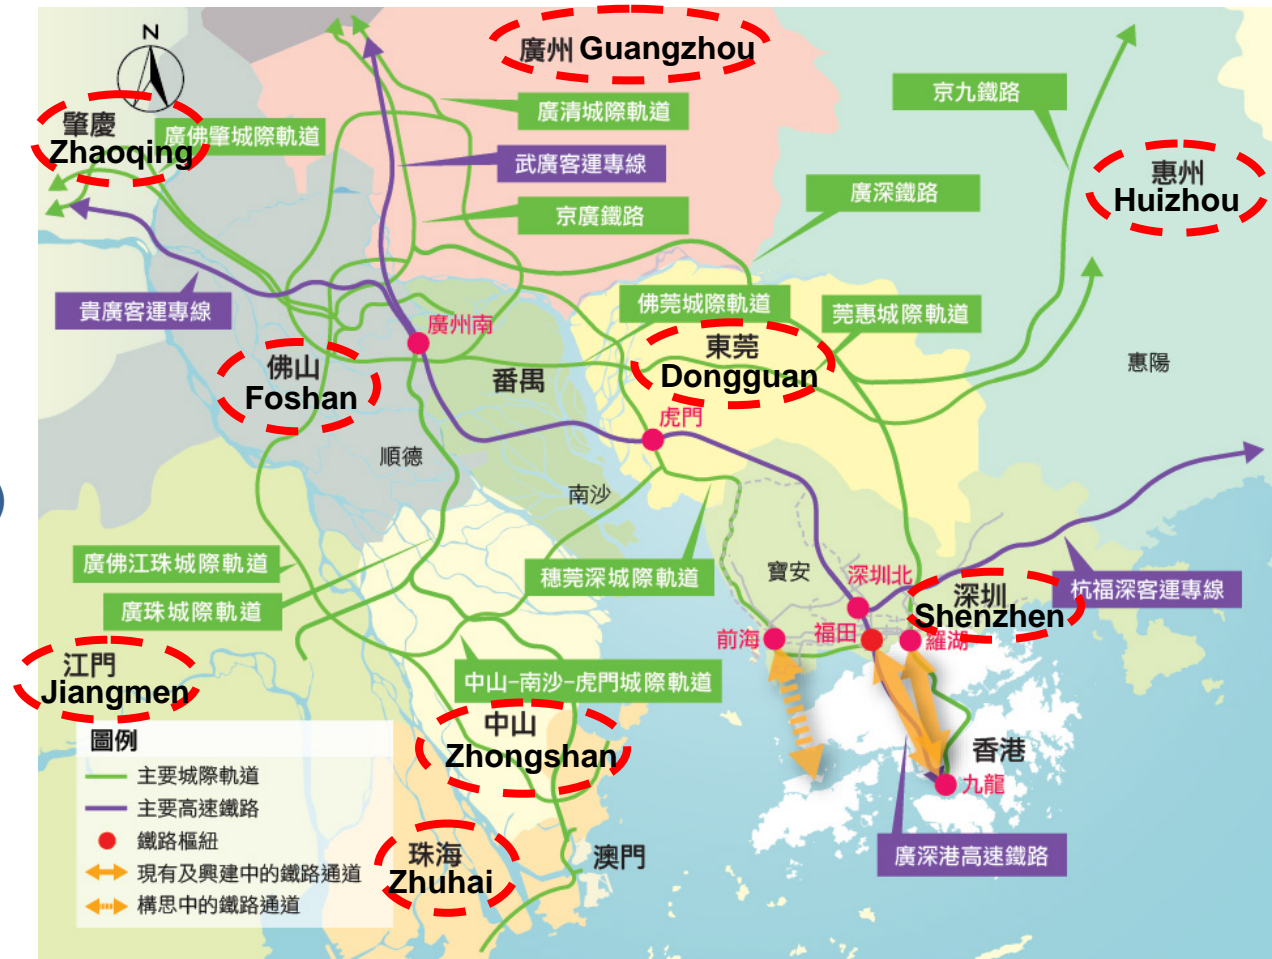 N
廣州 Guangzhou
肇慶
Zhaoqing
廣佛肇城際軌道
廣清城際軌道
武廣客運專線
京廣鐵路
京九鐵路
廣深鐵路
惠州
Huizhou
貴廣客運專線
廣州南
佛莞城際軌道
莞惠城際軌道
佛山
Foshan
番禺
東莞
Dongguan
惠陽
虎門
順德
南沙
廣佛江珠城際軌道
廣珠城際軌道
穗莞深城際軌道
寶安
深圳北
深圳
Shenzhen
杭福深客運專線
前海
福田
羅湖
江門
Jiangmen
中山-南沙-虎門城際軌道
中山
Zhongshan
香港
九龍
廣深港高速鐵路
珠海
Zhuhai
澳門
圖例
主要城際軌道
主要高速鐵路
鐵路樞紐
現有及興建中的鐵路通道
構思中的鐵路通道